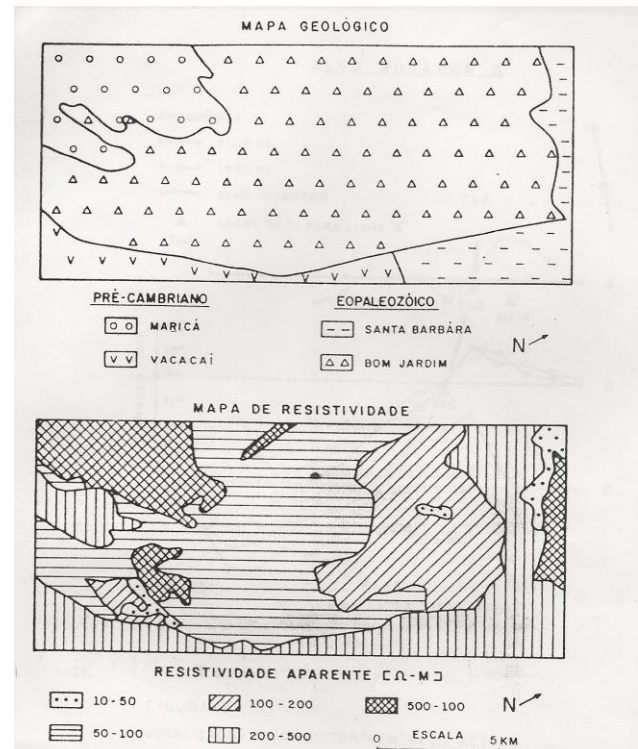 MAPA GEOLÓGICO
PRÉ-CAMBRIANO
MARICÁ
VACACAÍ
EOPALEOZÓICO
SANTA BARBÁRA
BOM JARDIM
N
MAPA DE RESISTIVIDADE
RESISTIVIDADE APARENTE [Ω-M]
10-50
100-200
500-100
N
50-100
200-500
0 ESCALA 5KM